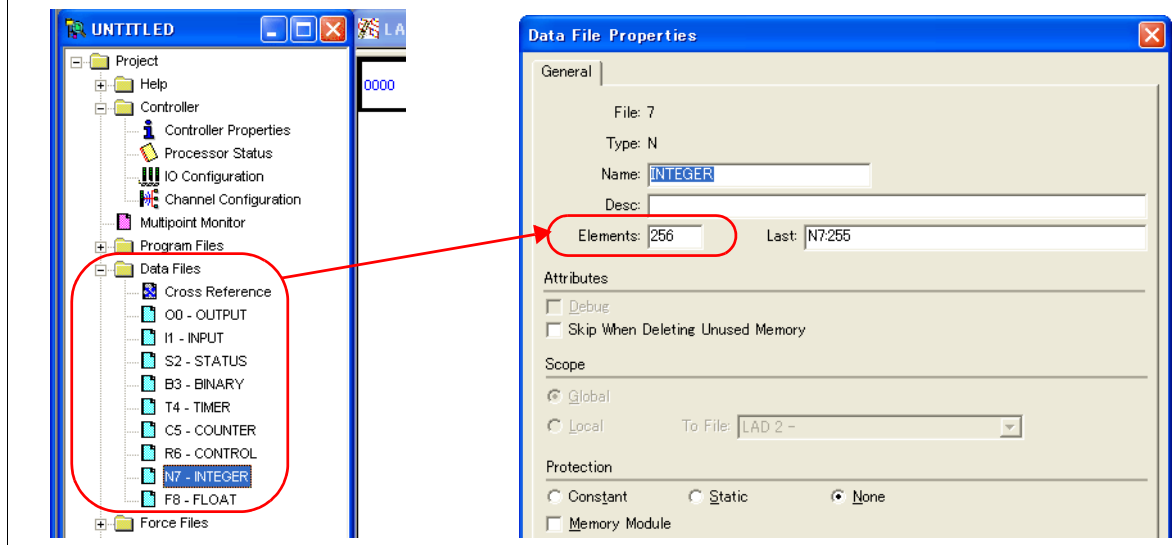 UNTITLED
LA
Project
Help
0000
Controller
Controller Properties
Processor Status
IO Configuration
Channel Configuration
Multipoint Monitor
Program Files
Data Files
Cross Reference
O0 - OUTPUT
I1 - INPUT
S2 - STATUS
B3 - BINARY
T4 - TIMER
C5 - COUNTER
R6 - CONTROL
N7 - INTEGER
F8 - FLOAT
Force Files
Data File Properties
General
File: 7
Type: N
Name: INTEGER
Desc:
Elements: 256 Last: N7:255
Attributes
Debug
Skip When Deleting Unused Memory
Scope
Global
Local To File: LAD 2 -
Protection
Constant Static None
Memory Module